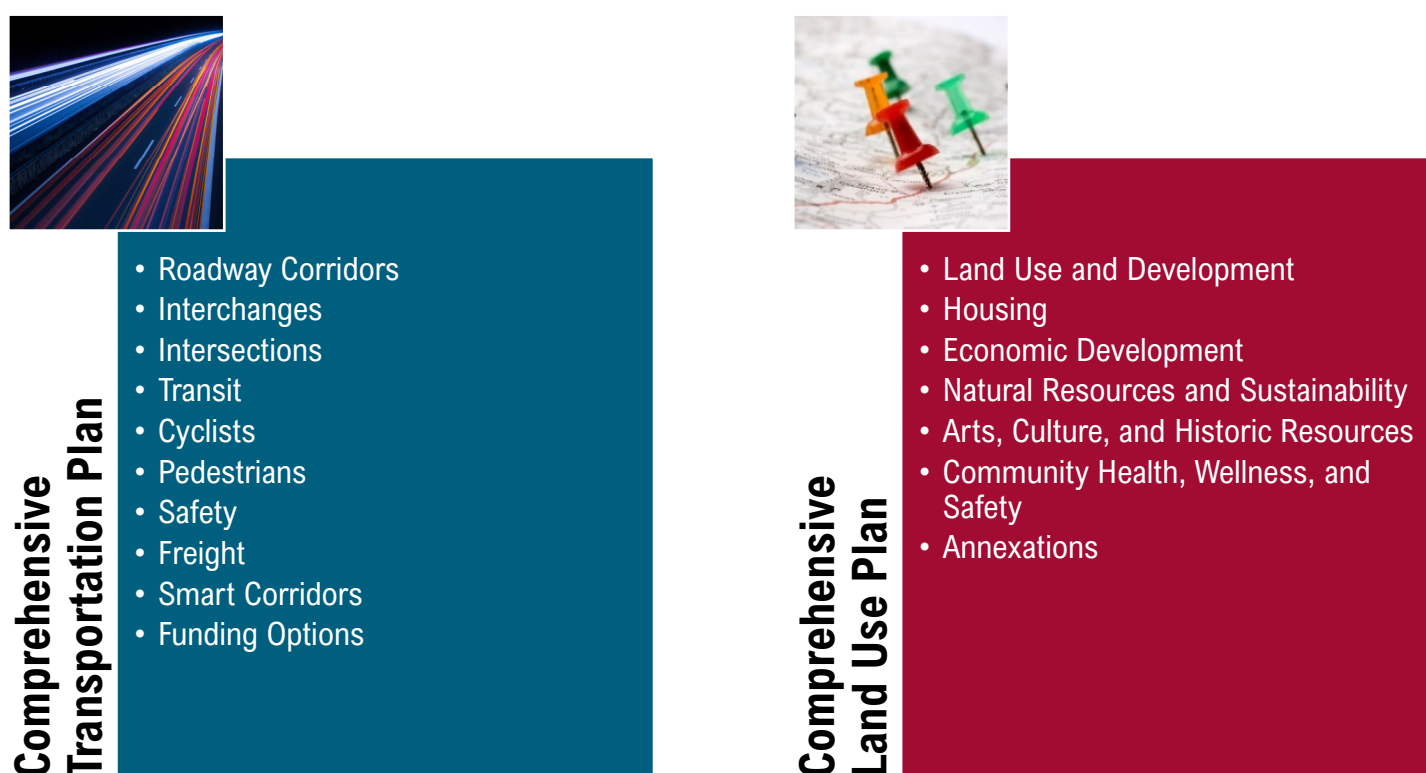 Comprehensive
Transportation Plan
• Roadway Corridors
• Interchanges
• Intersections
• Transit
• Cyclists
• Pedestrians
• Safety
• Freight
• Smart Corridors
• Funding Options
Comprehensive
Land Use Plan
• Land Use and Development
• Housing
• Economic Development
• Natural Resources and Sustainability
• Arts, Culture, and Historic Resources
• Community Health, Wellness, and
Safety
• Annexations